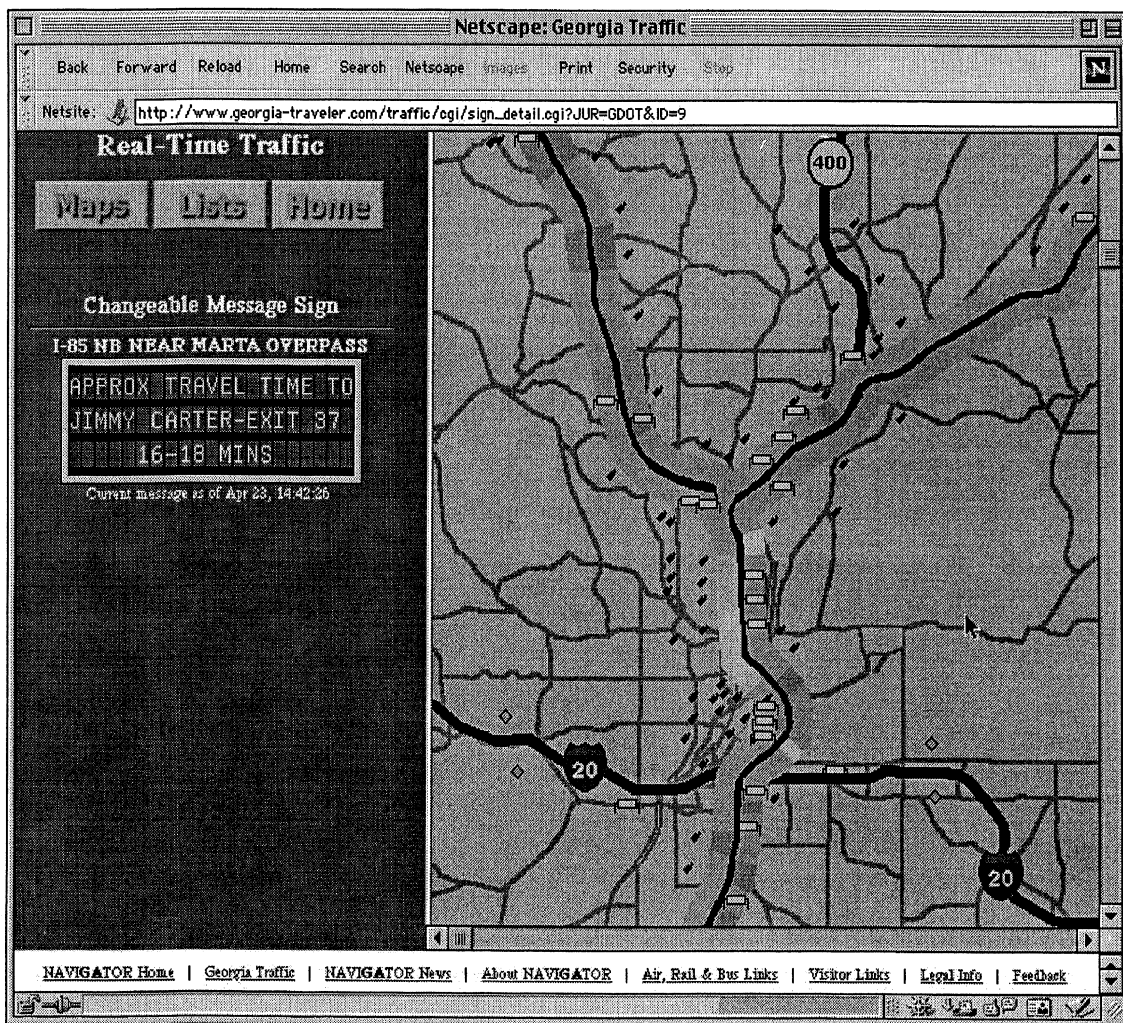 Netscape: Georgia Traffic
Back Forward Reload Home Search Netscape Images Print Security Stop
N
Netsite: http://www.georgia-traveler.com/traffic/cgi/sign_detail.cgi?JUR=GDOT&ID=9
Real-Time Traffic
Maps Lists Home
Changeable Message Sign
I-85 NB NEAR MARTA OVERPASS
APPROX TRAVEL TIME TO
JIMMY CARTER-EXIT 37
16-18 MINS
Current message as of Apr 23, 14:42:26
400
20
20
NAVIGATOR Home | Georgia Traffic | NAVIGATOR News | About NAVIGATOR | Air, Rail & Bus Links | Visitor Links | Legal Info | Feedback